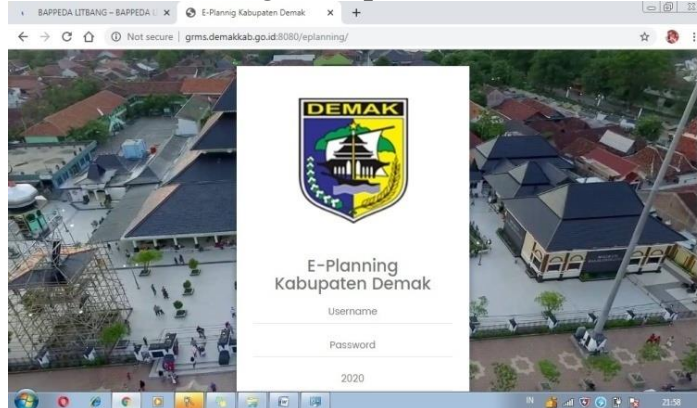 BAPPEDA LITBANG – BAPPEDA L
E-Plannig Kabupaten Demak
Not secure | grms.demakkab.go.id:8080/eplanning/
DEMAK
E-Planning
Kabupaten Demak
Username
Password
2020
IN
21:58